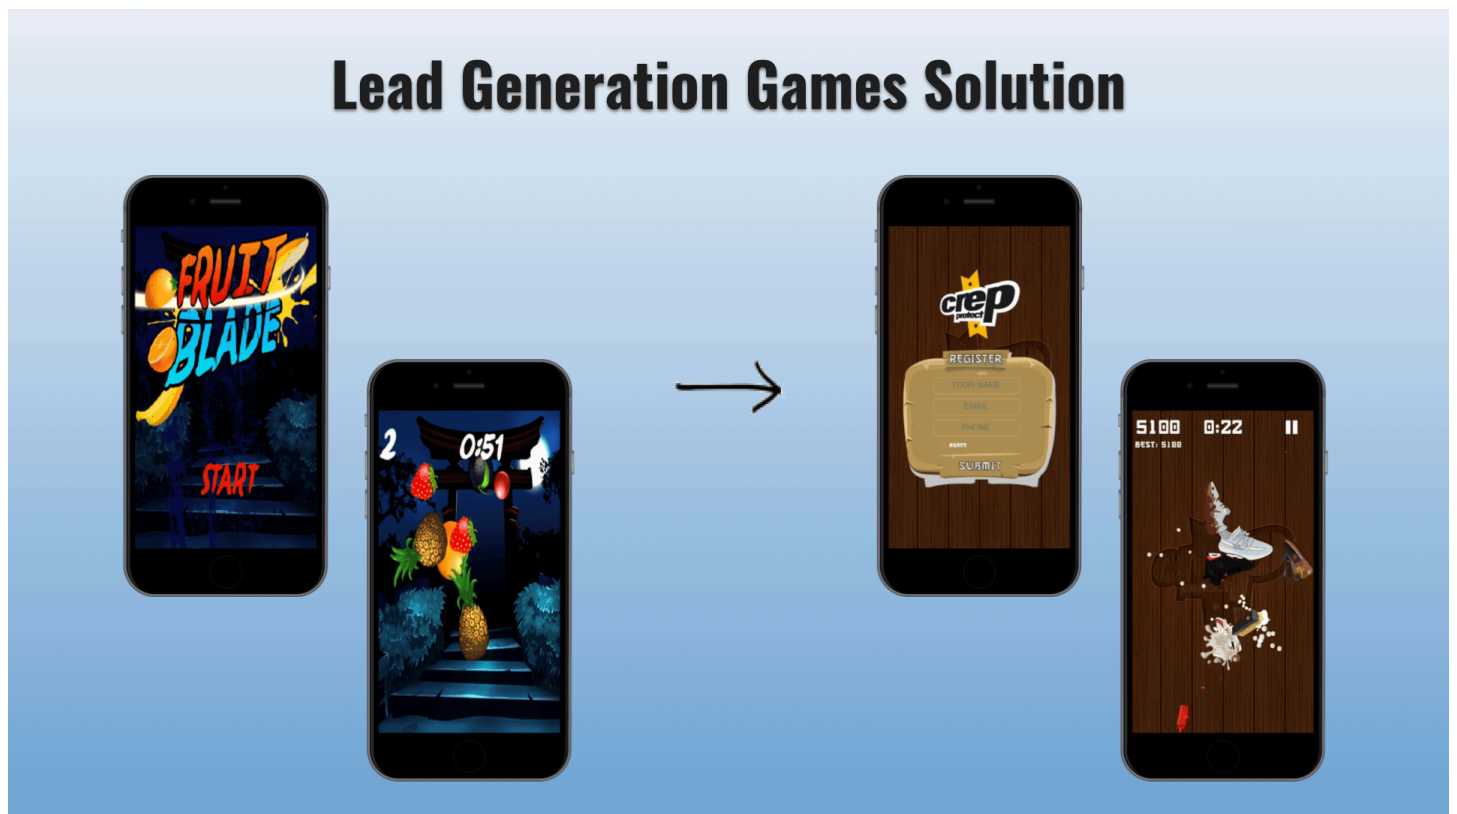 Lead Generation Games Solution
FRUIT
BLADE
START
2
0:51
crep
protect
REGISTER
YOUR NAME
EMAIL
PHONE
AGREE
SUBMIT
5100
0:22
BEST: 5100